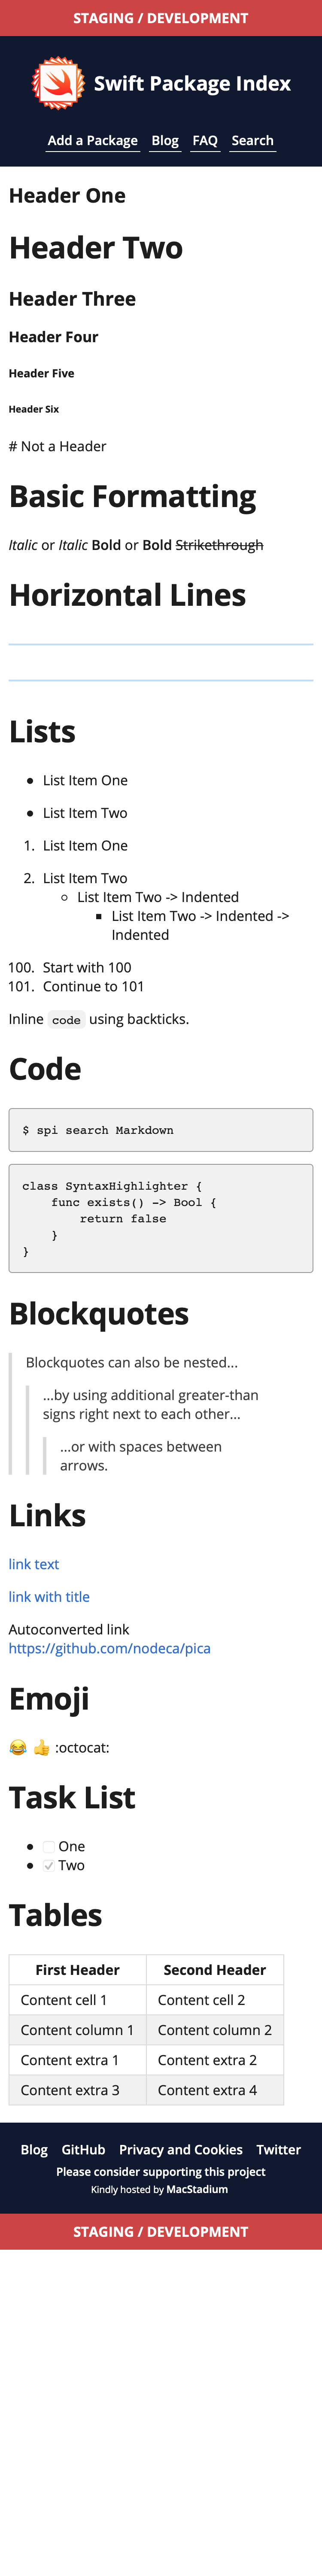 STAGING / DEVELOPMENT
Swift Package Index
Add a Package Blog FAQ Search
Header One
Header Two
Header Three
Header Four
Header Five
Header Six
# Not a Header
Basic Formatting
Italic or Italic Bold or Bold Strikethrough
Horizontal Lines
Lists
• List Item One
• List Item Two
1. List Item One
2. List Item Two
◦ List Item Two -> Indented
▪ List Item Two -> Indented ->
Indented
100. Start with 100
101. Continue to 101
Inline code using backticks.
Code
$ spi search Markdown
class SyntaxHighlighter {
    func exists() -> Bool {
        return false
    }
}
Blockquotes
Blockquotes can also be nested...
...by using additional greater-than
signs right next to each other...
...or with spaces between
arrows.
Links
link text
link with title
Autoconverted link
https://github.com/nodeca/pica
Emoji
😂 👍 :octocat:
Task List
• ☐ One
• ☑ Two
Tables
First Header Second Header
Content cell 1 Content cell 2
Content column 1 Content column 2
Content extra 1 Content extra 2
Content extra 3 Content extra 4
Blog GitHub Privacy and Cookies Twitter
Please consider supporting this project
Kindly hosted by MacStadium
STAGING / DEVELOPMENT